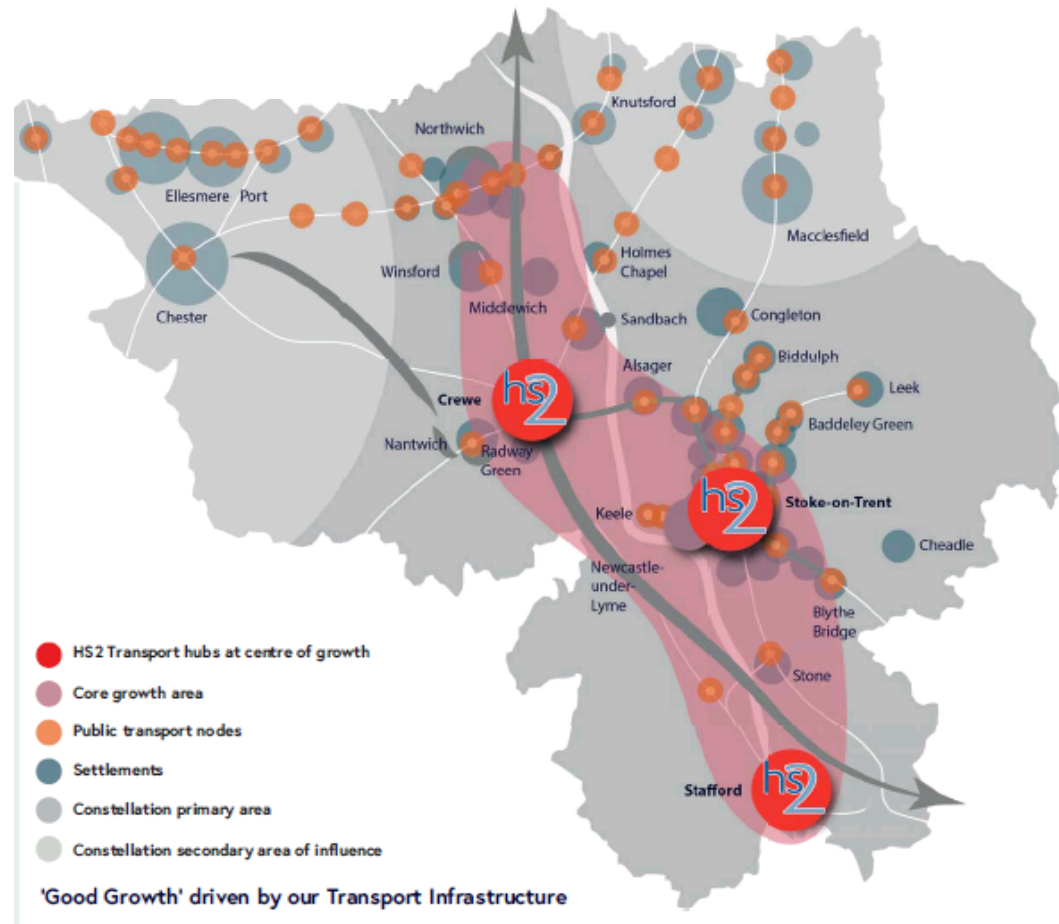 Knutsford
Northwich
Ellesmere Port
Macclesfield
Holmes
Chapel
Winsford
Middlewich
Chester
Sandbach
Congleton
Biddulph
Alsager
Leek
hs2
Crewe
Baddeley Green
Nantwich
Radway
Green
hs2
Stoke-on-Trent
Keele
Cheadle
Newcastle-
under-
Lyme
Blythe
Bridge
Stone
hs2
Stafford
HS2 Transport hubs at centre of growth
Core growth area
Public transport nodes
Settlements
Constellation primary area
Constellation secondary area of influence
'Good Growth' driven by our Transport Infrastructure